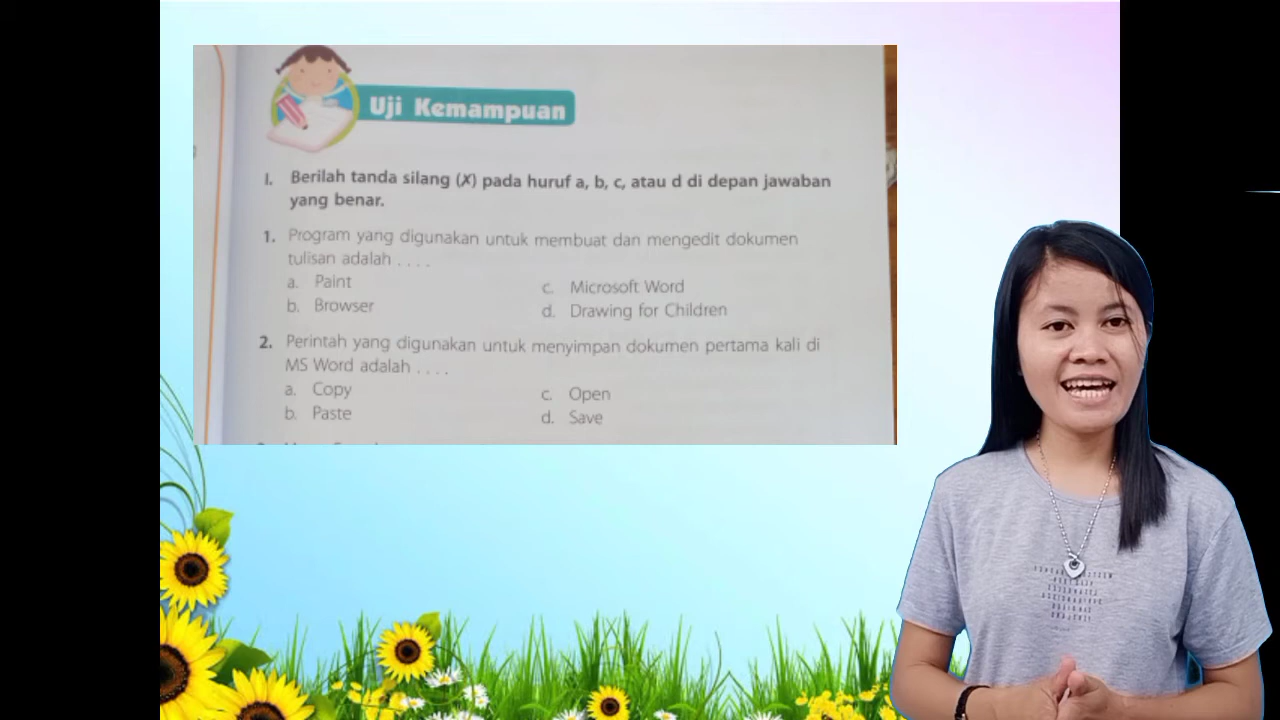 Uji Kemampuan
I. Berilah tanda silang (✗) pada huruf a, b, c, atau d di depan jawaban
yang benar.
1. Program yang digunakan untuk membuat dan mengedit dokumen
tulisan adalah . . . .
a. Paint
b. Browser
c. Microsoft Word
d. Drawing for Children
2. Perintah yang digunakan untuk menyimpan dokumen pertama kali di
MS Word adalah . . . .
a. Copy
b. Paste
c. Open
d. Save